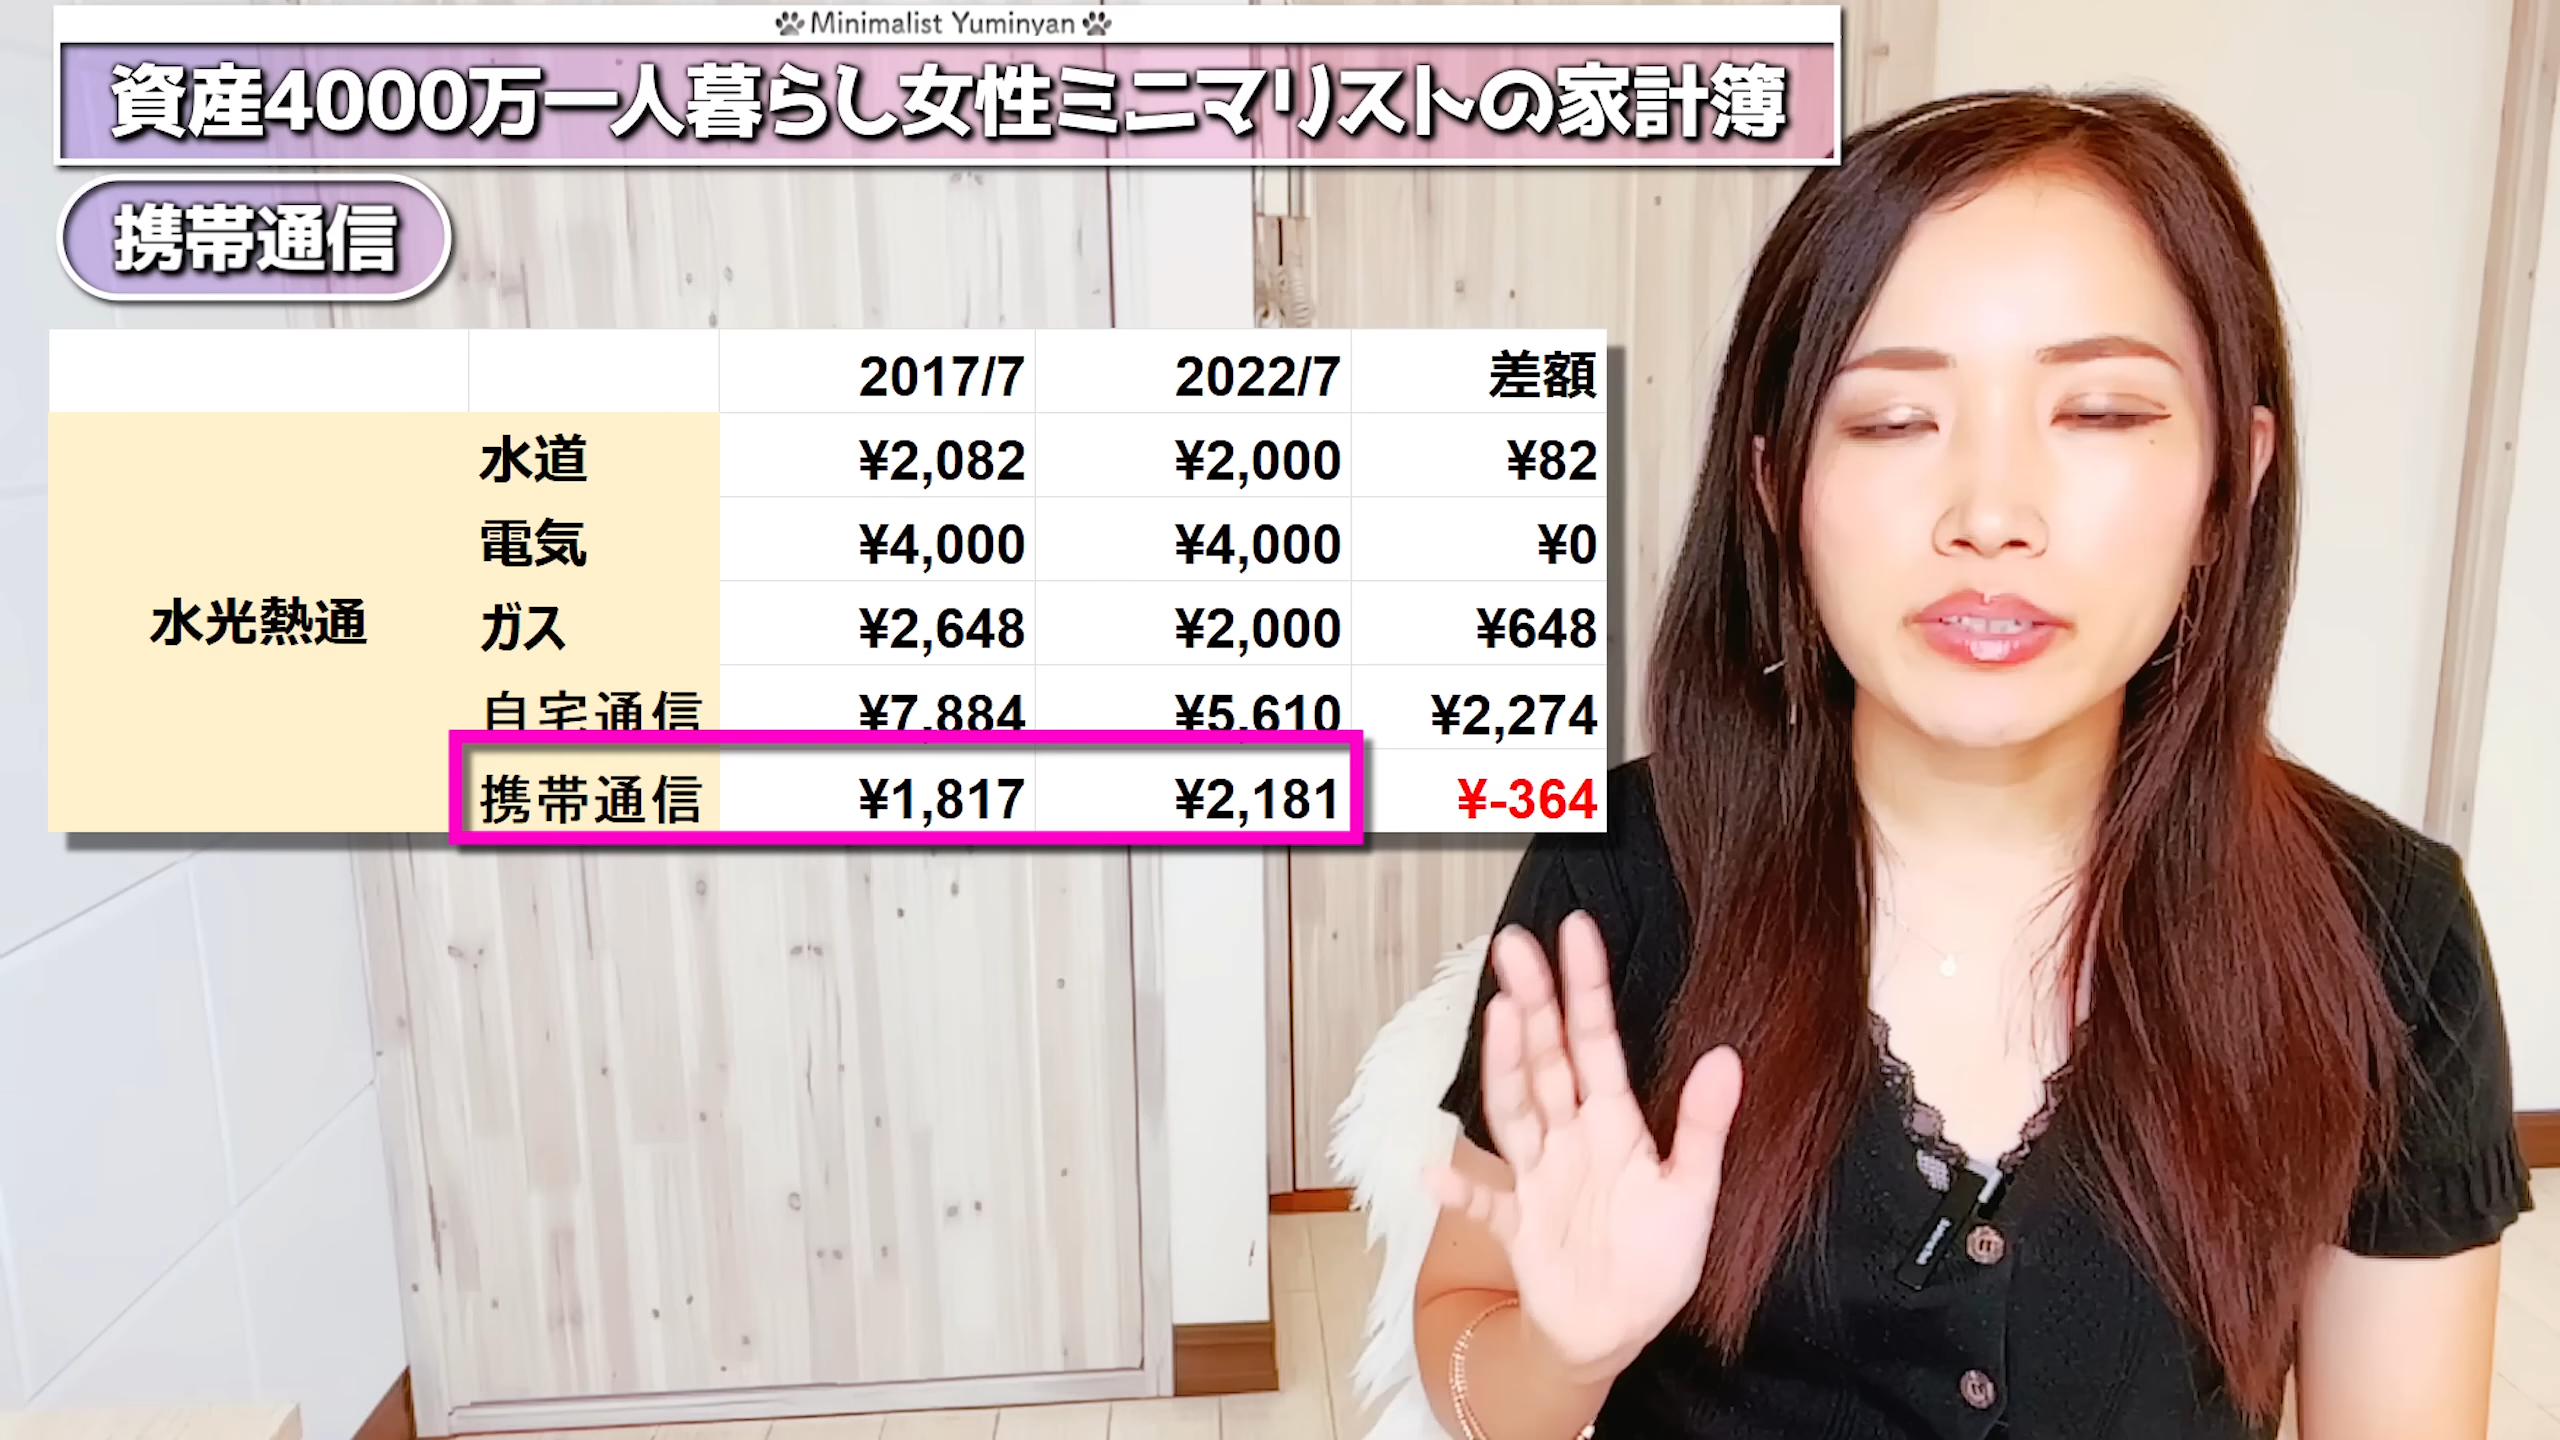 Minimalist Yuminyan
資産4000万一人暮らし女性ミニマリストの家計簿
携帯通信
2017/7 2022/7 差額
水道 ¥2,082 ¥2,000 ¥82
電気 ¥4,000 ¥4,000 ¥0
水光熱通
ガス ¥2,648 ¥2,000 ¥648
自宅通信 ¥7,884 ¥5,610 ¥2,274
携帯通信 ¥1,817 ¥2,181 ¥-364